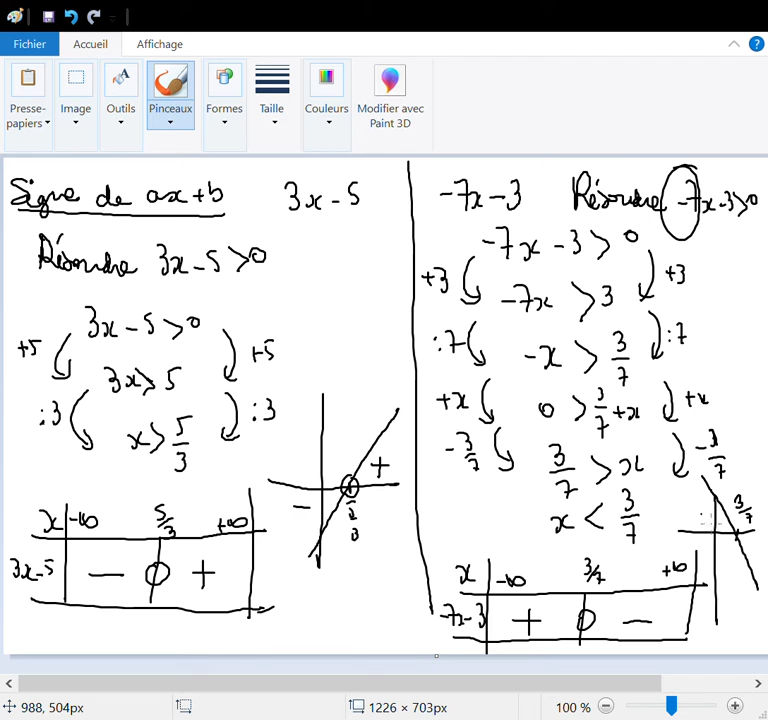 Fichier Accueil Affichage
Presse-papiers Image Outils Pinceaux Formes Taille Couleurs Modifier avec Paint 3D
Signe de ax+b 3x-5
Résoudre 3x-5>0
3x-5>0
+5 +5
3x>5
:3 :3
x>5/3
+
-
5/3
x -∞ 5/3 +∞
3x-5 - 0 +
-7x-3 Résoudre -7x-3>0
-7x-3>0
+3 +3
-7x>3
:7 :7
-x>3/7
+x +x
0>3/7+x
-3/7 -3/7
3/7>x
x<3/7
3/7
x -∞ 3/7 +∞
-7x-3 + 0 -
988, 504px 1226 × 703px 100 %